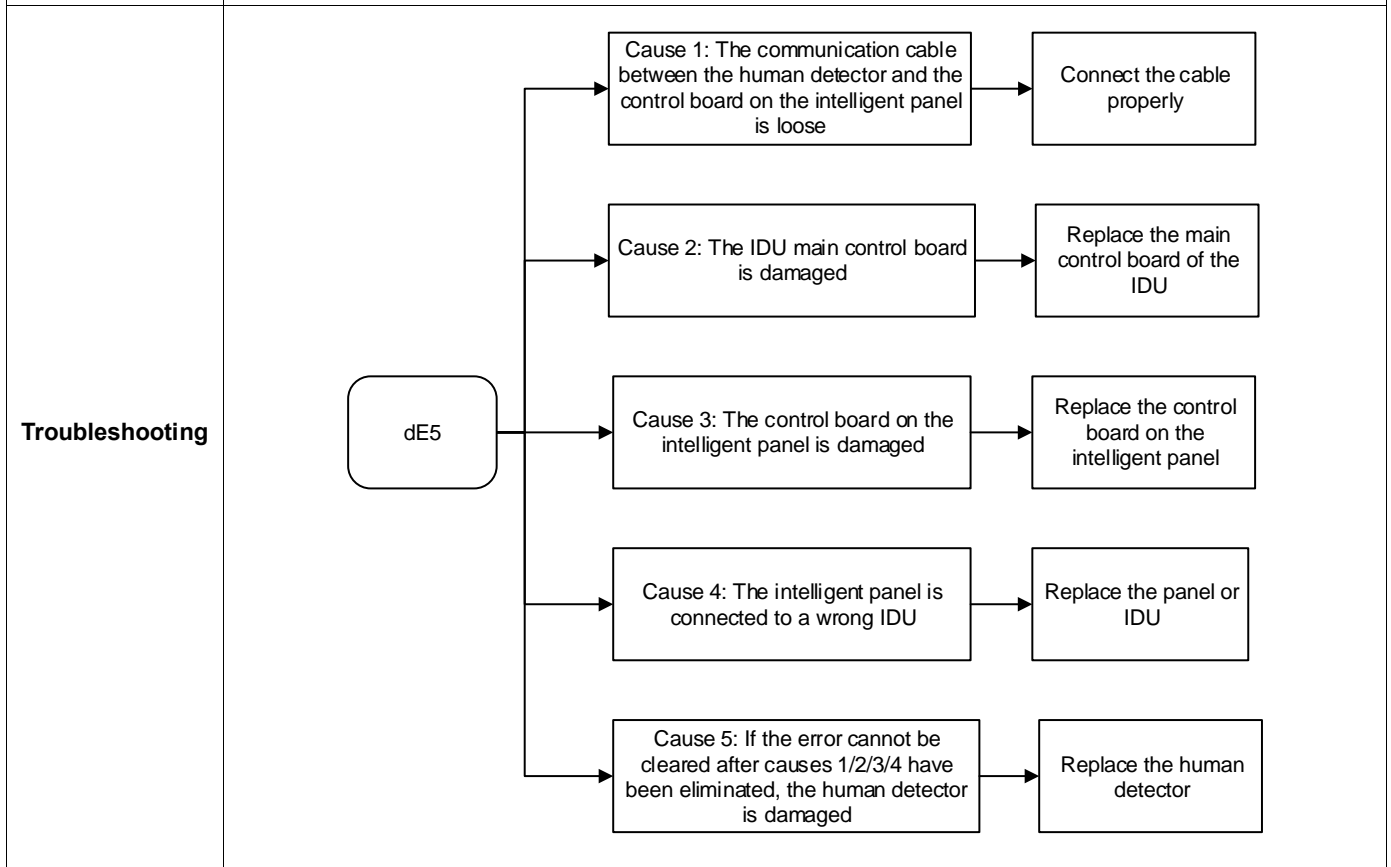 Troubleshooting
dE5
Cause 1: The communication cable
between the human detector and the
control board on the intelligent panel
is loose
Connect the cable
properly
Cause 2: The IDU main control board
is damaged
Replace the main
control board of the
IDU
Cause 3: The control board on the
intelligent panel is damaged
Replace the control
board on the
intelligent panel
Cause 4: The intelligent panel is
connected to a wrong IDU
Replace the panel or
IDU
Cause 5: If the error cannot be
cleared after causes 1/2/3/4 have
been eliminated, the human detector
is damaged
Replace the human
detector